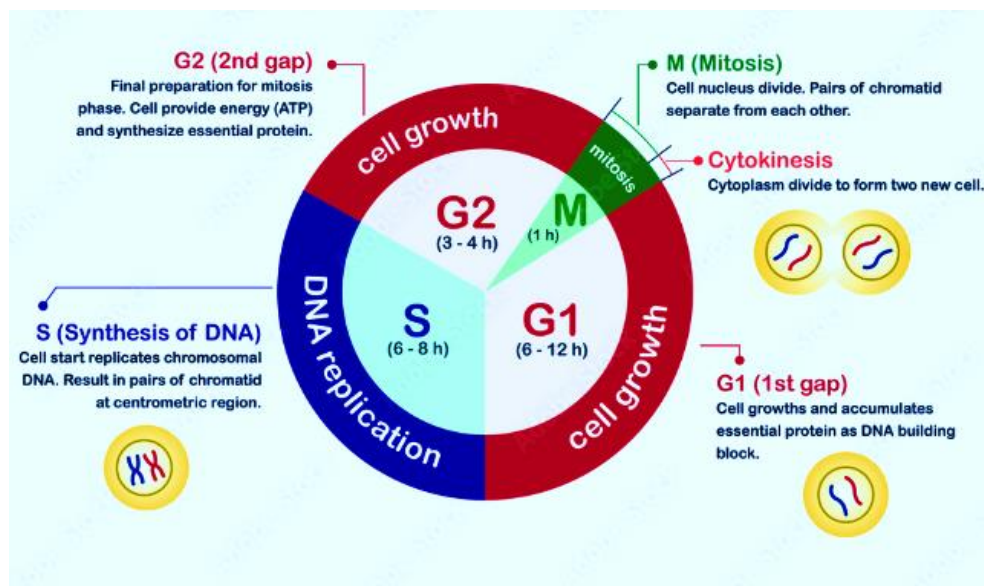 G2 (2nd gap)
Final preparation for mitosis
phase. Cell provide energy (ATP)
and synthesize essential protein.
M (Mitosis)
Cell nucleus divide. Pairs of chromatid
separate from each other.
Cytokinesis
Cytoplasm divide to form two new cell.
cell growth
mitosis
G2
(3 - 4 h)
M
(1 h)
DNA replication
S
(6 - 8 h)
G1
(6 - 12 h)
cell growth
S (Synthesis of DNA)
Cell start replicates chromosomal
DNA. Result in pairs of chromatid
at centrometric region.
G1 (1st gap)
Cell growths and accumulates
essential protein as DNA building
block.